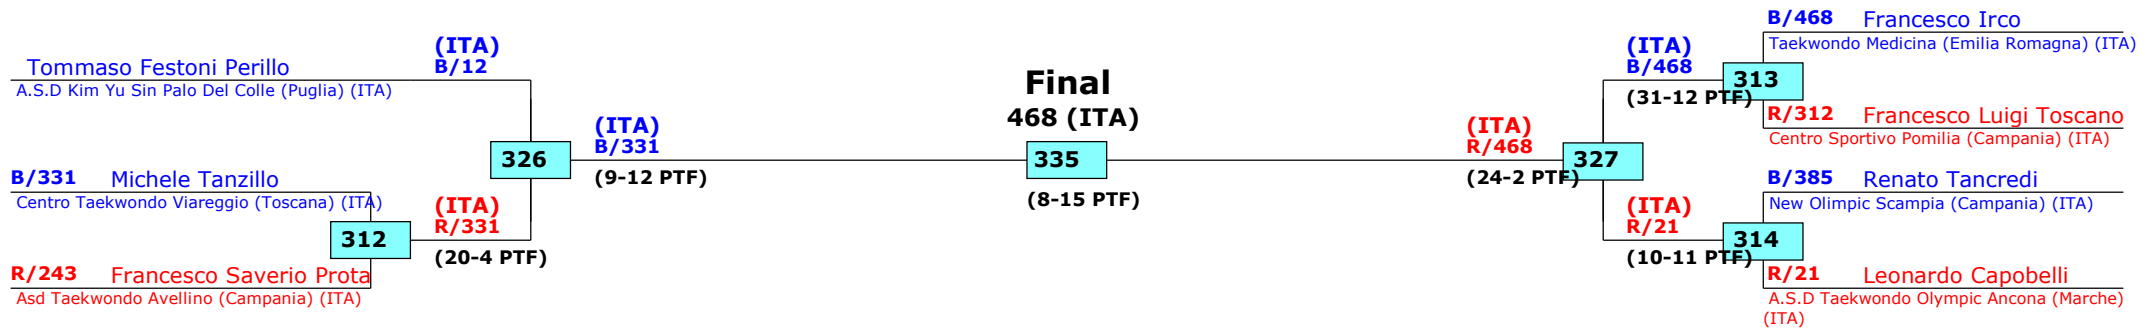 Tommaso Festoni Perillo
A.S.D Kim Yu Sin Palo Del Colle (Puglia) (ITA)
(ITA)
B/12
326
B/331 Michele Tanzillo
Centro Taekwondo Viareggio (Toscana) (ITA)
312
R/243 Francesco Saverio Prota
Asd Taekwondo Avellino (Campania) (ITA)
(ITA)
R/331
(20-4 PTF)
(ITA)
B/331
(9-12 PTF)
Final
468 (ITA)
335
(8-15 PTF)
(ITA)
R/468
(24-2 PTF)
327
(ITA)
B/468
(31-12 PTF)
313
B/468 Francesco Irco
Taekwondo Medicina (Emilia Romagna) (ITA)
R/312 Francesco Luigi Toscano
Centro Sportivo Pomilia (Campania) (ITA)
(ITA)
R/21
(10-11 PTF)
314
B/385 Renato Tancredi
New Olimpic Scampia (Campania) (ITA)
R/21 Leonardo Capobelli
A.S.D Taekwondo Olympic Ancona (Marche)
(ITA)